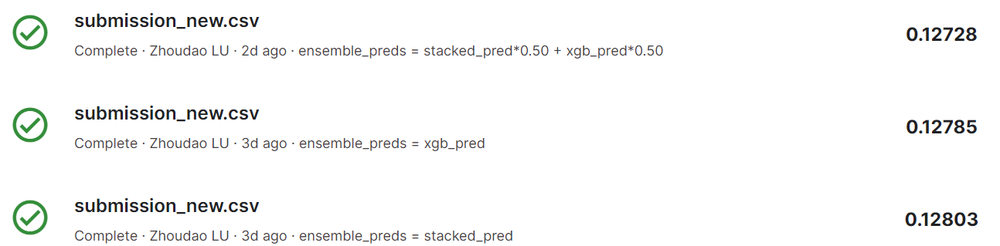 submission_new.csv
0.12728
Complete · Zhoudao LU · 2d ago · ensemble_preds = stacked_pred*0.50 + xgb_pred*0.50
submission_new.csv
0.12785
Complete · Zhoudao LU · 3d ago · ensemble_preds = xgb_pred
submission_new.csv
0.12803
Complete · Zhoudao LU · 3d ago · ensemble_preds = stacked_pred